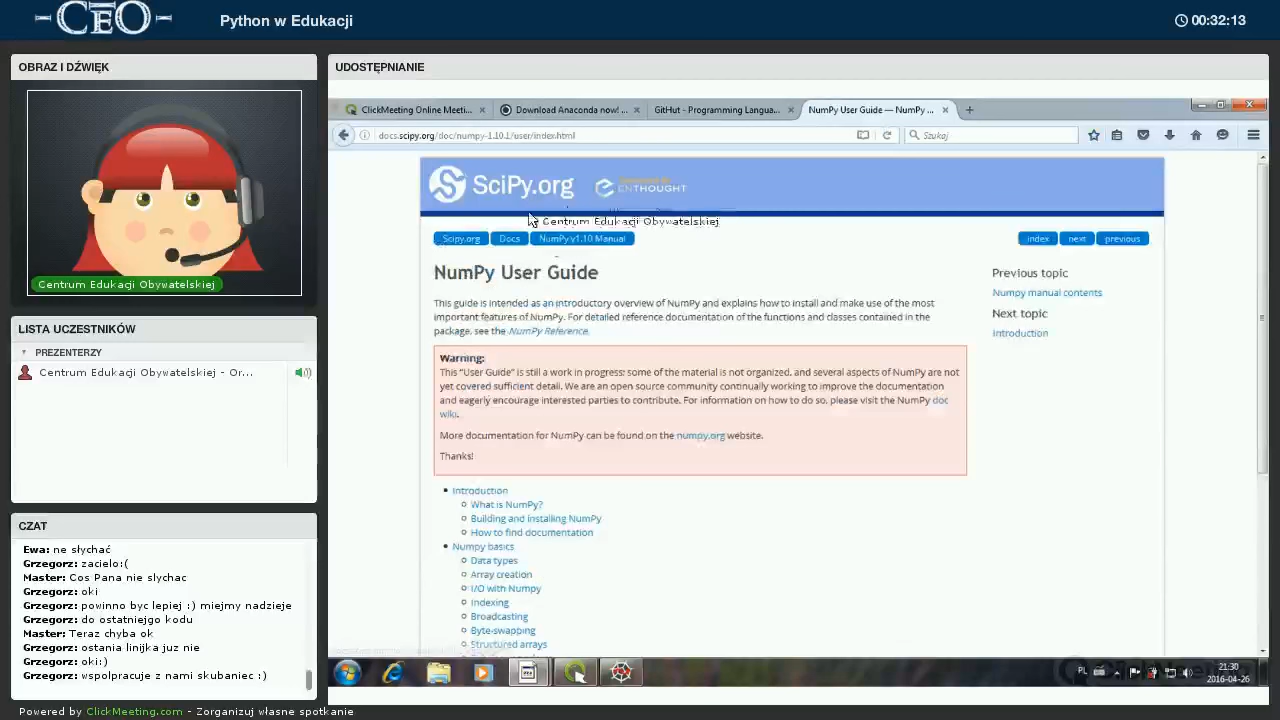 CEO
Python w Edukacji
00:32:13
OBRAZ I DŹWIĘK
Centrum Edukacji Obywatelskiej
LISTA UCZESTNIKÓW
PREZENTERZY
Centrum Edukacji Obywatelskiej - Or...
CZAT
Ewa: ne słychać
Grzegorz: zacielo:(
Master: Cos Pana nie slychac
Grzegorz: oki
Grzegorz: powinno byc lepiej :) miejmy nadzieje
Grzegorz: do ostatniejgo kodu
Master: Teraz chyba ok
Grzegorz: ostania linijka juz nie
Grzegorz: oki:)
Grzegorz: wspolpracuje z nami skubaniec :)
Powered by ClickMeeting.com - Zorganizuj własne spotkanie
UDOSTĘPNIANIE
ClickMeeting Online Meeti...
Download Anaconda now! ...
GitHut - Programming Langua...
NumPy User Guide — NumPy ...
docs.scipy.org/doc/numpy-1.10.1/user/index.html
Szukaj
SciPy.org
ENTHOUGHT
Centrum Edukacji Obywatelskiej
Scipy.org
Docs
NumPy v1.10 Manual
index
next
previous
NumPy User Guide
This guide is intended as an introductory overview of NumPy and explains how to install and make use of the most
important features of NumPy. For detailed reference documentation of the functions and classes contained in the
package, see the NumPy Reference.
Warning:
This "User Guide" is still a work in progress; some of the material is not organized, and several aspects of NumPy are not
yet covered sufficient detail. We are an open source community continually working to improve the documentation
and eagerly encourage interested parties to contribute. For information on how to do so, please visit the NumPy doc
wiki.
More documentation for NumPy can be found on the numpy.org website.
Thanks!
Introduction
What is NumPy?
Building and installing NumPy
How to find documentation
Numpy basics
Data types
Array creation
I/O with Numpy
Indexing
Broadcasting
Byte-swapping
Structured arrays
Previous topic
Numpy manual contents
Next topic
Introduction
PL
21:30
2016-04-26